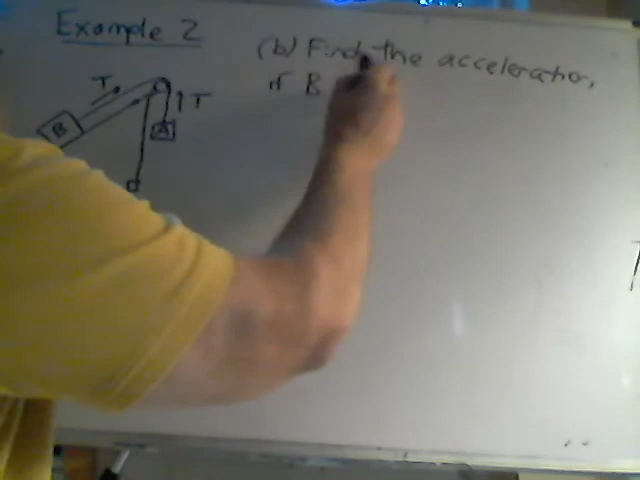 Example 2
(b) Find the acceleration,
if B
T
↑ T
B
A